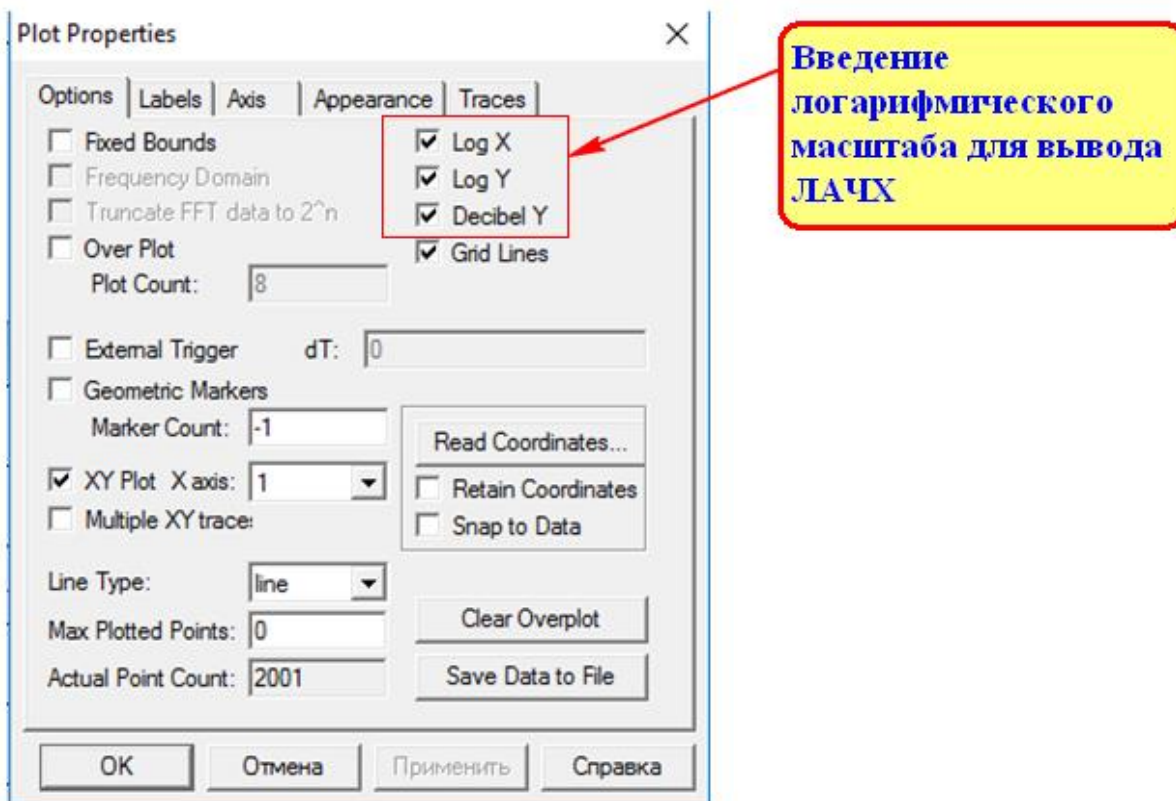 Plot Properties
Options Labels Axis Appearance Traces
Fixed Bounds
Frequency Domain
Truncate FFT data to 2^n
Over Plot
Plot Count: 8
Log X
Log Y
Decibel Y
Grid Lines
External Trigger dT: 0
Geometric Markers
Marker Count: -1
XY Plot X axis: 1
Multiple XY traces
Read Coordinates...
Retain Coordinates
Snap to Data
Line Type: line
Max Plotted Points: 0
Actual Point Count: 2001
Clear Overplot
Save Data to File
OK Отмена Применить Справка
Введение
логарифмического
масштаба для вывода
ЛАЧХ